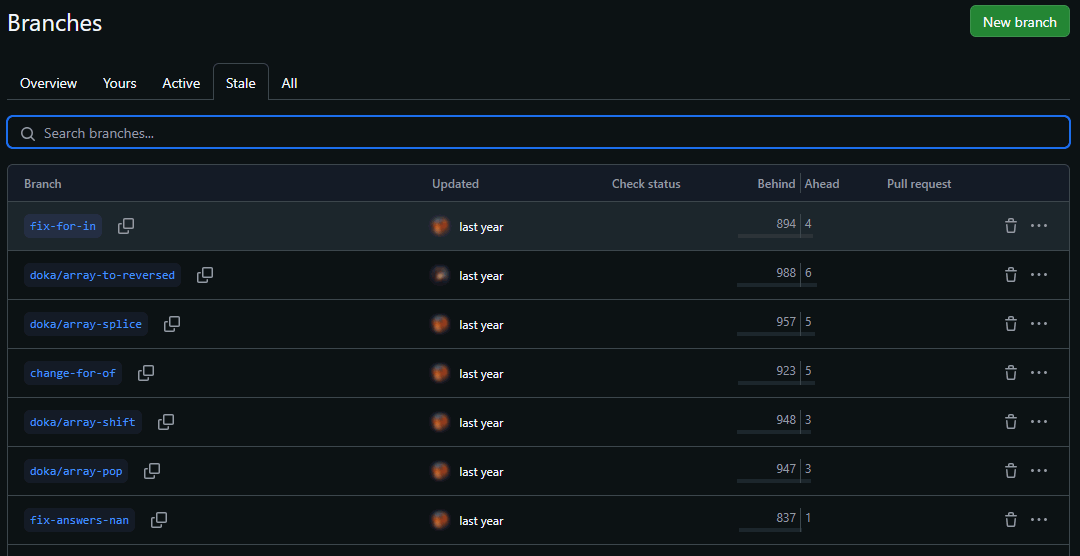 Branches
New branch
Overview Yours Active Stale All
Search branches...
Branch Updated Check status Behind Ahead Pull request
fix-for-in last year 894 4
doka/array-to-reversed last year 988 6
doka/array-splice last year 957 5
change-for-of last year 923 5
doka/array-shift last year 948 3
doka/array-pop last year 947 3
fix-answers-nan last year 837 1